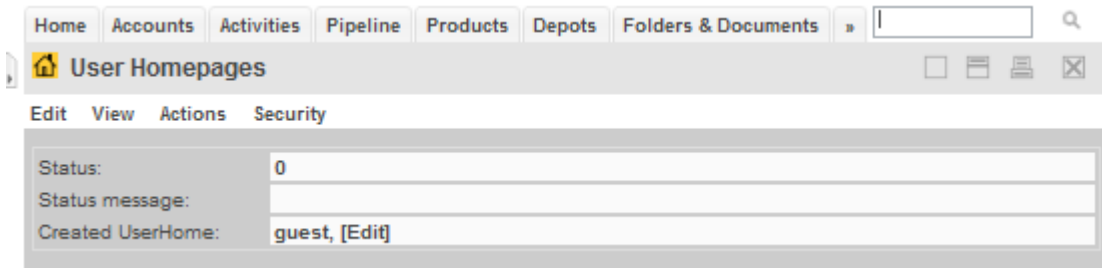 Home Accounts Activities Pipeline Products Depots Folders & Documents »
User Homepages
Edit View Actions Security
Status: 0
Status message:
Created UserHome: guest, [Edit]